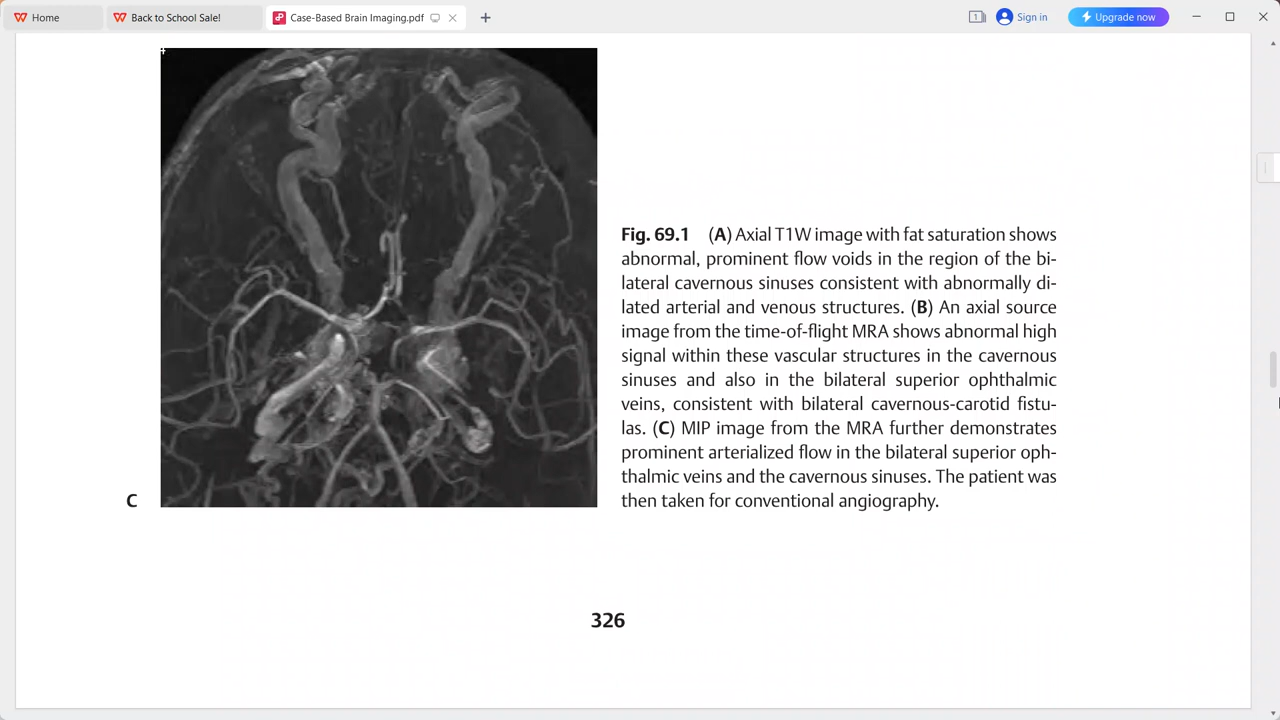 Home
Back to School Sale!
Case-Based Brain Imaging.pdf
1
Sign in
Upgrade now
Fig. 69.1 (A) Axial T1W image with fat saturation shows
abnormal, prominent flow voids in the region of the bi-
lateral cavernous sinuses consistent with abnormally di-
lated arterial and venous structures. (B) An axial source
image from the time-of-flight MRA shows abnormal high
signal within these vascular structures in the cavernous
sinuses and also in the bilateral superior ophthalmic
veins, consistent with bilateral cavernous-carotid fistu-
las. (C) MIP image from the MRA further demonstrates
prominent arterialized flow in the bilateral superior oph-
thalmic veins and the cavernous sinuses. The patient was
then taken for conventional angiography.
C
326